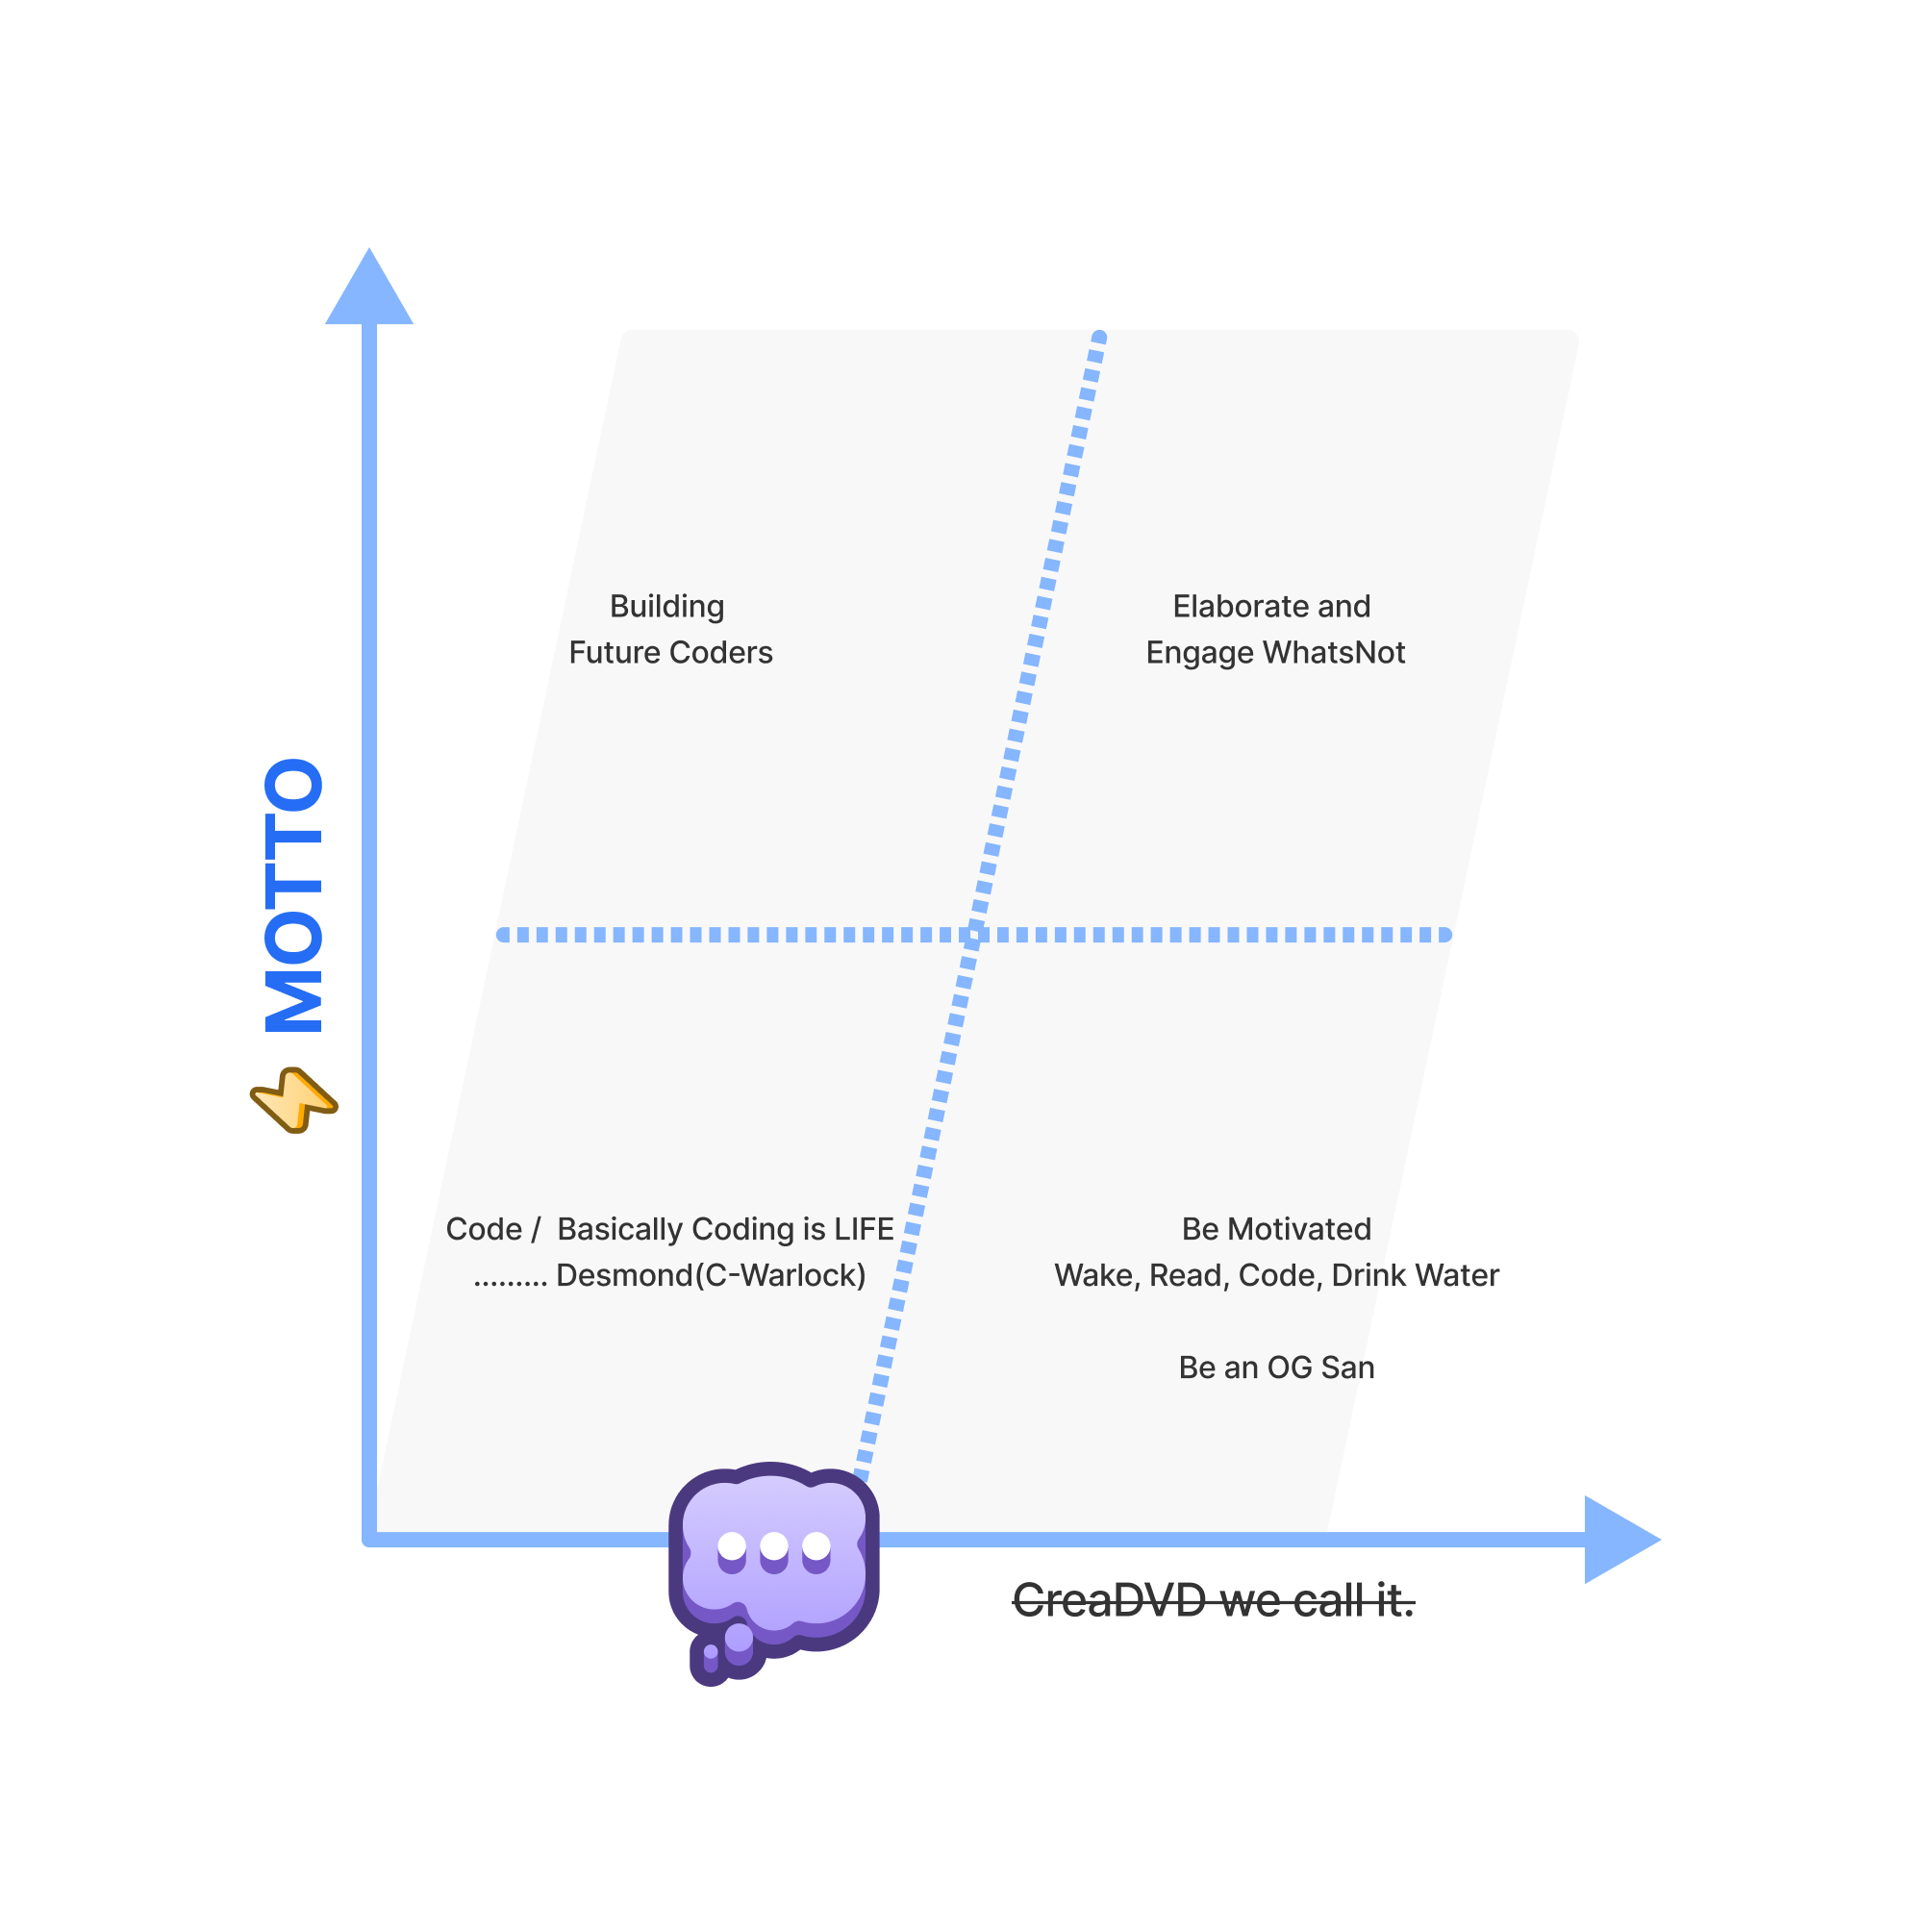 Building
Future Coders
Elaborate and
Engage WhatsNot
MOTTO
Code /  Basically Coding is LIFE
......... Desmond(C-Warlock)
Be Motivated
Wake, Read, Code, Drink Water
Be an OG San
CreaDVD we call it.